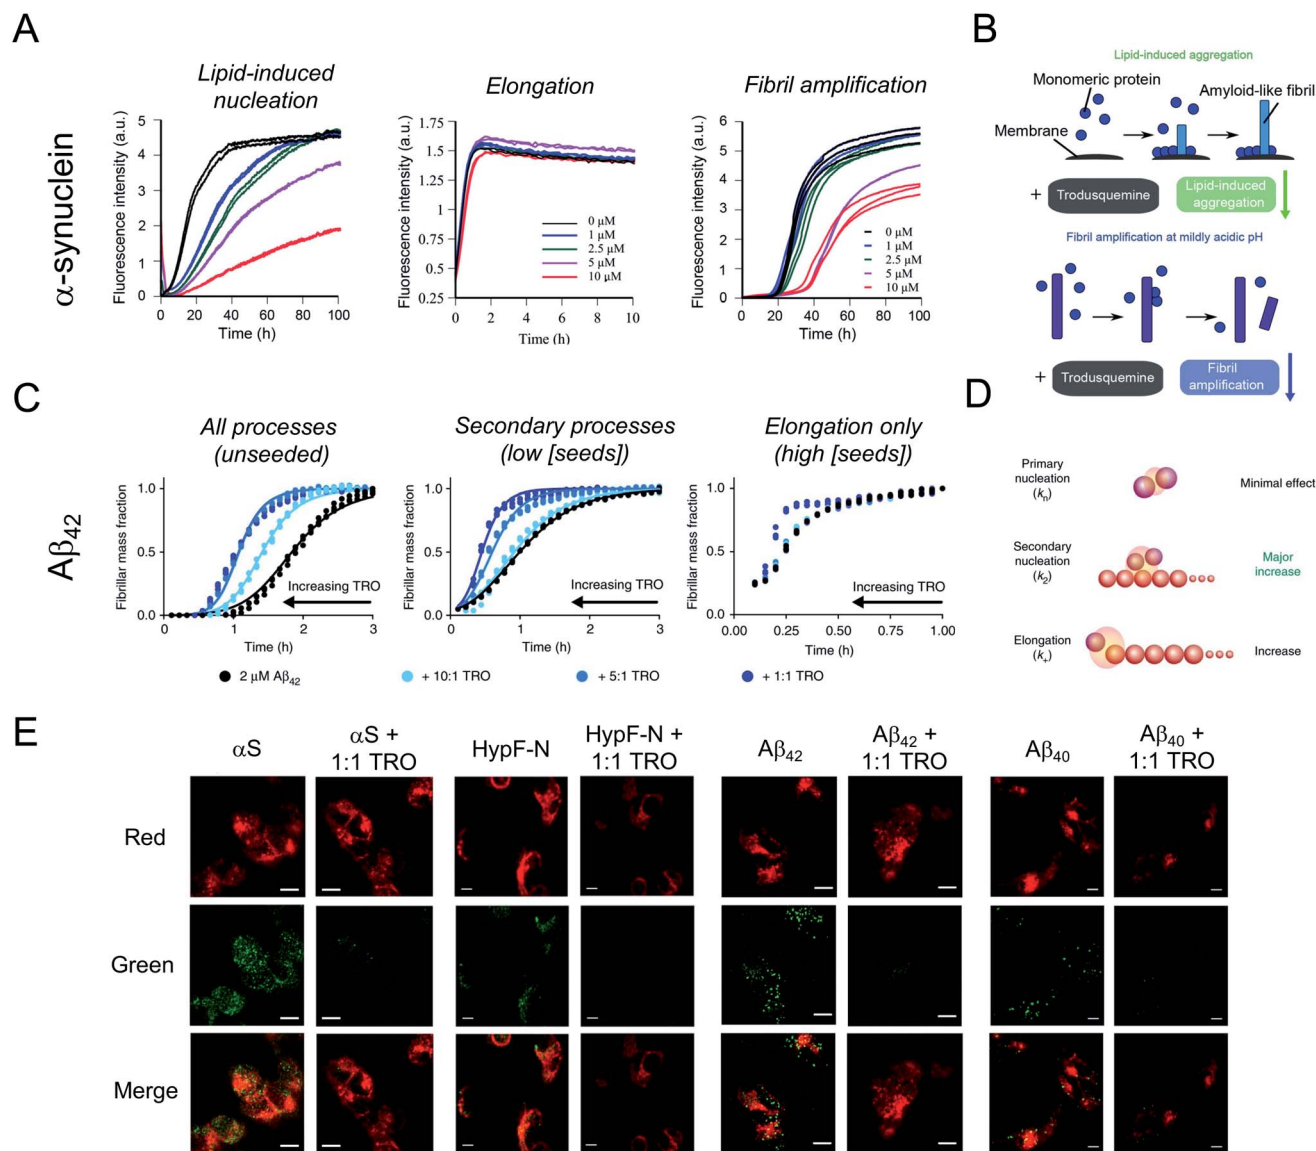 A
Lipid-induced
nucleation
Elongation
Fibril amplification
α-synuclein
Fluorescence intensity (a.u.)
5
4
3
2
1
0
0 20 40 60 80 100
Time (h)
Fluorescence intensity (a.u.)
1.75
1.5
1.25
1
0.75
0.5
0.25
0 μM
1 μM
2.5 μM
5 μM
10 μM
0 2 4 6 8 10
Time (h)
Fluorescence intensity (a.u.)
6
5
4
3
2
1
0
0 μM
1 μM
2.5 μM
5 μM
10 μM
0 20 40 60 80 100
Time (h)
B
Lipid-induced aggregation
Monomeric protein
Amyloid-like fibril
Membrane
+ Trodusquemine
Lipid-induced
aggregation
Fibril amplification at mildly acidic pH
+ Trodusquemine
Fibril
amplification
C
All processes
(unseeded)
Secondary processes
(low [seeds])
Elongation only
(high [seeds])
Aβ42
Fibrillar mass fraction
1.0
0.5
0.0
Increasing TRO
0 1 2 3
Time (h)
Fibrillar mass fraction
1.0
0.5
0.0
Increasing TRO
0 1 2 3
Time (h)
Fibrillar mass fraction
1.0
0.5
0.0
Increasing TRO
0.00 0.25 0.50 0.75 1.00
Time (h)
2 μM Aβ42
+ 10:1 TRO
+ 5:1 TRO
+ 1:1 TRO
D
Primary
nucleation
(kn)
Minimal effect
Secondary
nucleation
(k2)
Major
increase
Elongation
(k+)
Increase
E
αS
αS +
1:1 TRO
HypF-N
HypF-N +
1:1 TRO
Aβ42
Aβ42 +
1:1 TRO
Aβ40
Aβ40 +
1:1 TRO
Red
Green
Merge